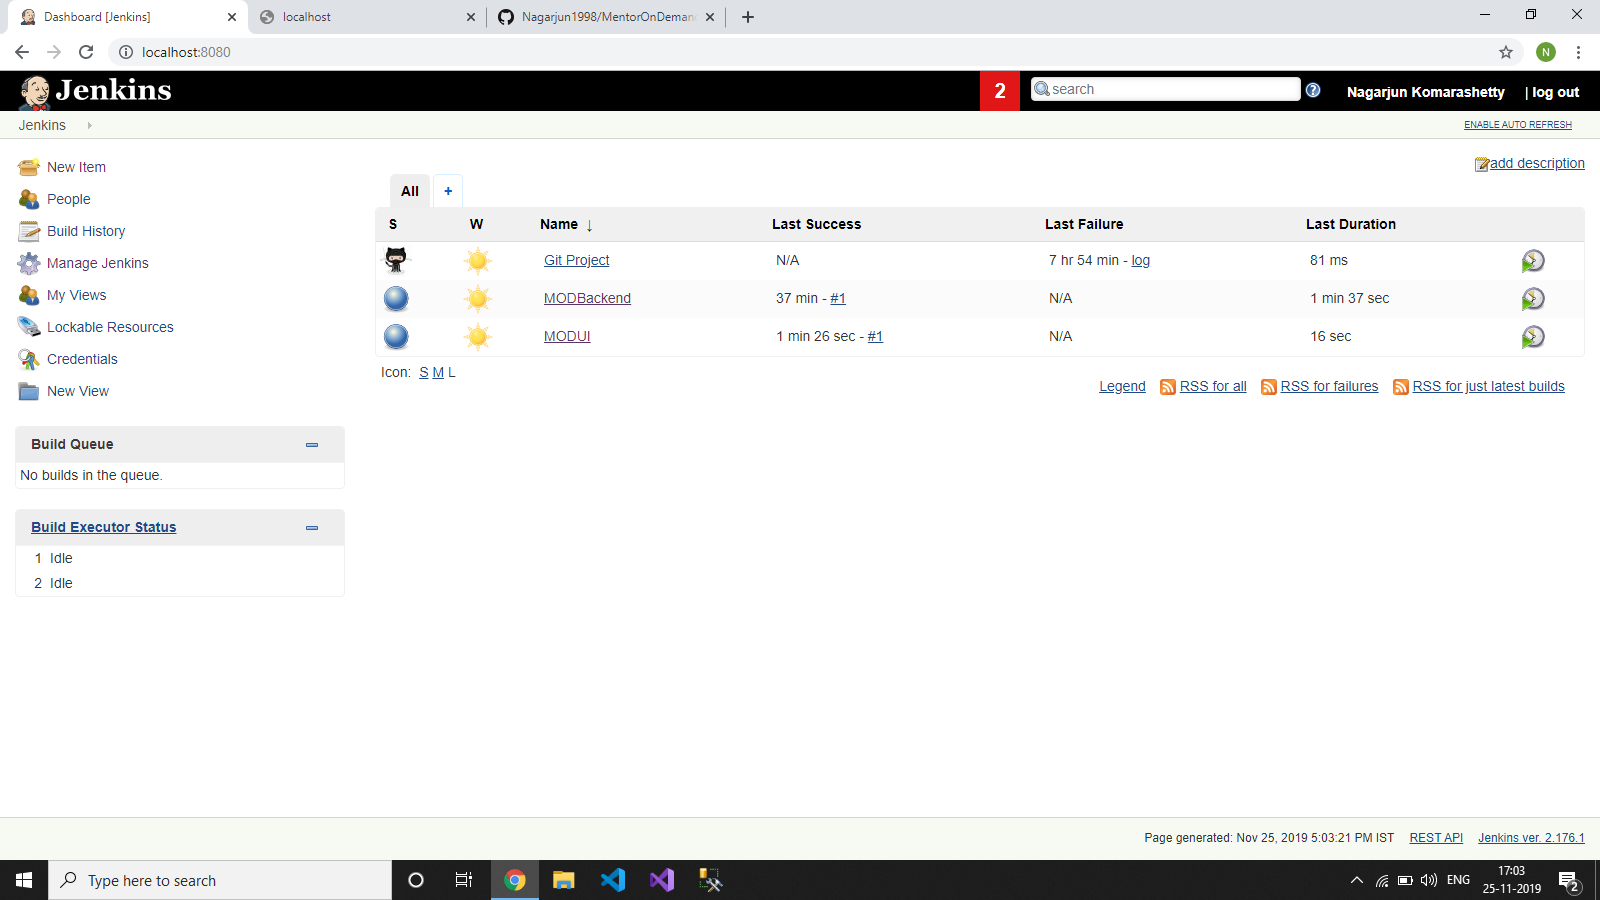 Dashboard [Jenkins]
localhost
Nagarjun1998/MentorOnDeman
localhost:8080
N
Jenkins
2
search
Nagarjun Komarashetty
| log out
Jenkins
ENABLE AUTO REFRESH
New Item
People
Build History
Manage Jenkins
My Views
Lockable Resources
Credentials
New View
Build Queue
No builds in the queue.
Build Executor Status
1 Idle
2 Idle
add description
All +
S W Name ↓ Last Success Last Failure Last Duration
Git Project N/A 7 hr 54 min - log 81 ms
MODBackend 37 min - #1 N/A 1 min 37 sec
MODUI 1 min 26 sec - #1 N/A 16 sec
Icon: S M L
Legend RSS for all RSS for failures RSS for just latest builds
Page generated: Nov 25, 2019 5:03:21 PM IST REST API Jenkins ver. 2.176.1
Type here to search
ENG
17:03
25-11-2019
2